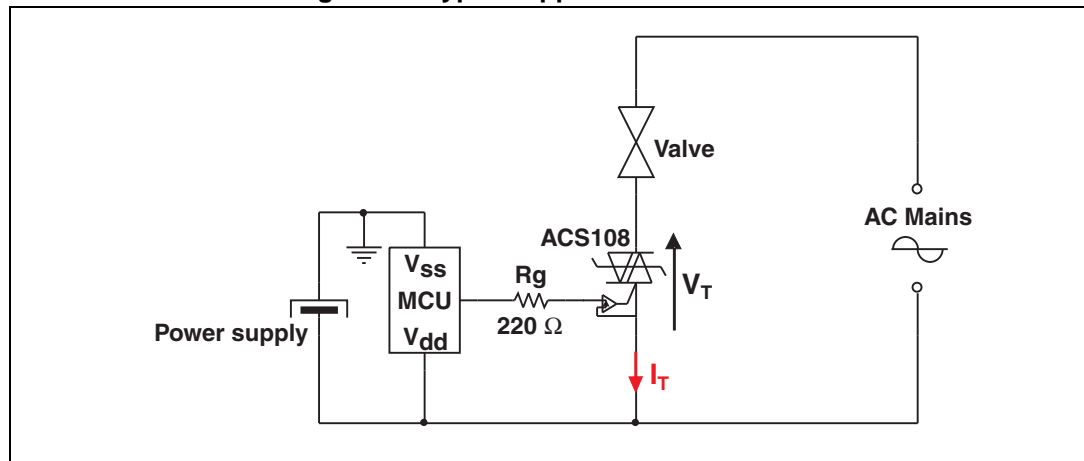 Valve
AC Mains
ACS108
VT
Vss
MCU
Vdd
Rg
220 Ω
Power supply
IT